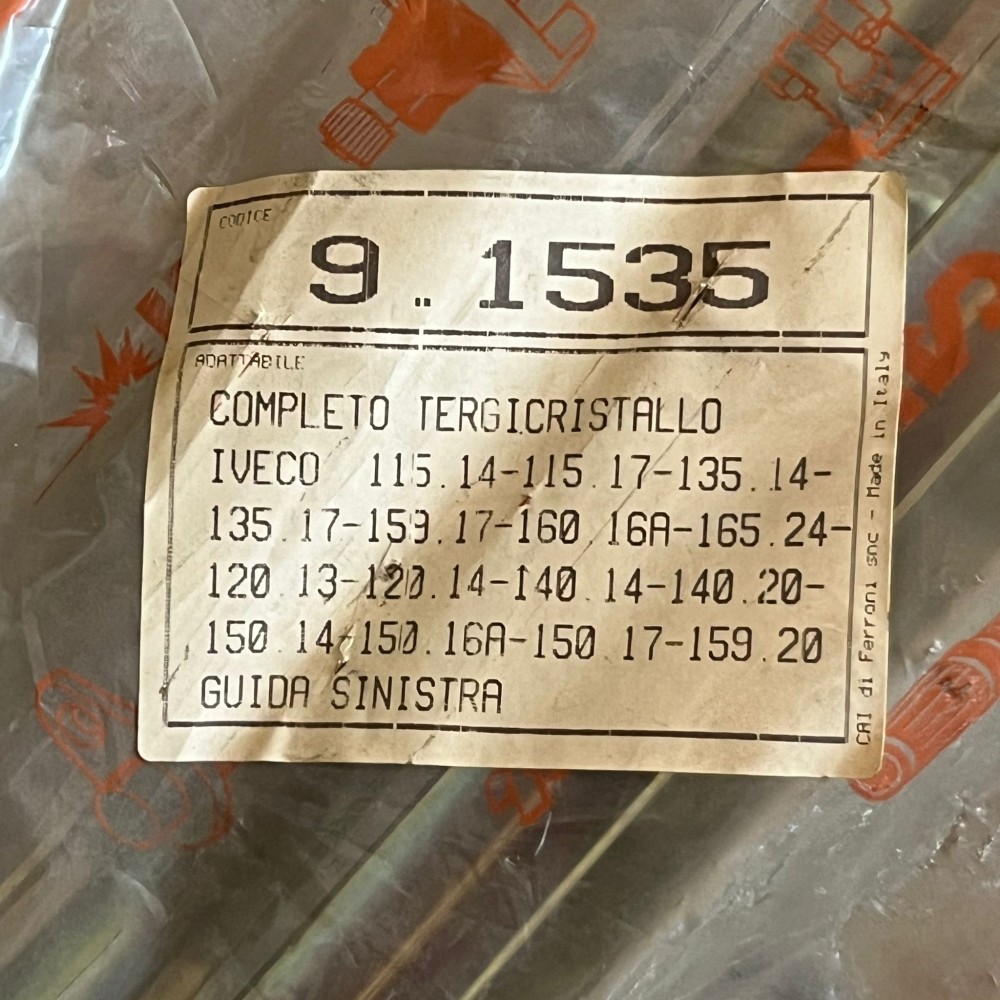 CODICE
9.1535
ADATTABILE
COMPLETO TERGICRISTALLO
IVECO 115.14-115.17-135.14-
135.17-159.17-160.16A-165.24-
120.13-120.14-140.14-140.20-
150.14-150.16A-150.17-159.20
GUIDA SINISTRA
CAI di Ferroni snc - Made in Italy